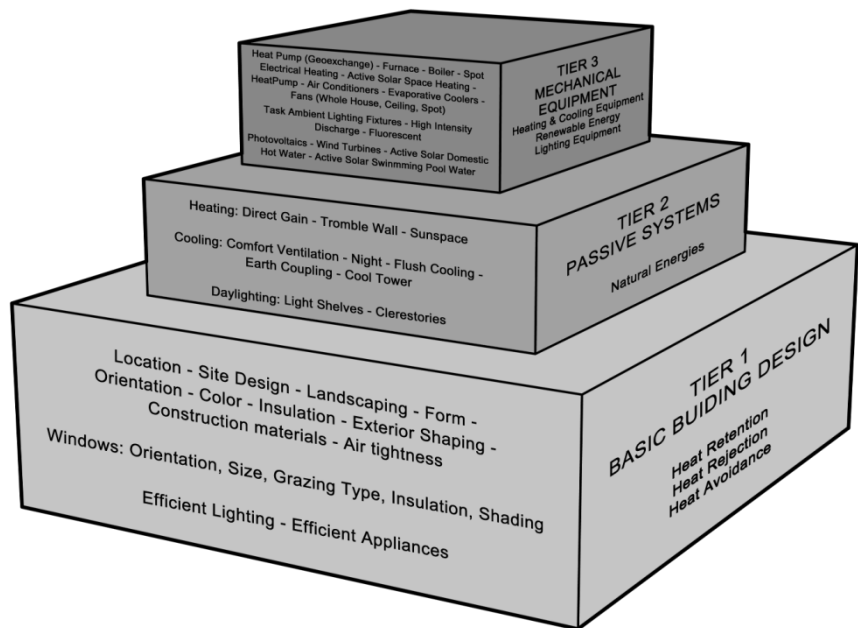 Heat Pump (Geoexchange) - Furnace - Boiler - Spot
Electrical Heating - Active Solar Space Heating -
HeatPump - Air Conditioners - Evaporative Coolers -
Fans (Whole House, Ceiling, Spot)
Task Ambient Lighting Fixtures - High Intensity
Discharge - Fluorescent
Photovoltaics - Wind Turbines - Active Solar Domestic
Hot Water - Active Solar Swinmming Pool Water
TIER 3
MECHANICAL
EQUIPMENT
Heating & Cooling Equipment
Renewable Energy
Lighting Equipment
Heating: Direct Gain - Tromble Wall - Sunspace
Cooling: Comfort Ventilation - Night - Flush Cooling -
Earth Coupling - Cool Tower
Daylighting: Light Shelves - Clerestories
TIER 2
PASSIVE SYSTEMS
Natural Energies
Location - Site Design - Landscaping - Form -
Orientation - Color - Insulation - Exterior Shaping -
Construction materials - Air tightness
Windows: Orientation, Size, Grazing Type, Insulation, Shading
Efficient Lighting - Efficient Appliances
TIER 1
BASIC BUIDING DESIGN
Heat Retention
Heat Rejection
Heat Avoidance